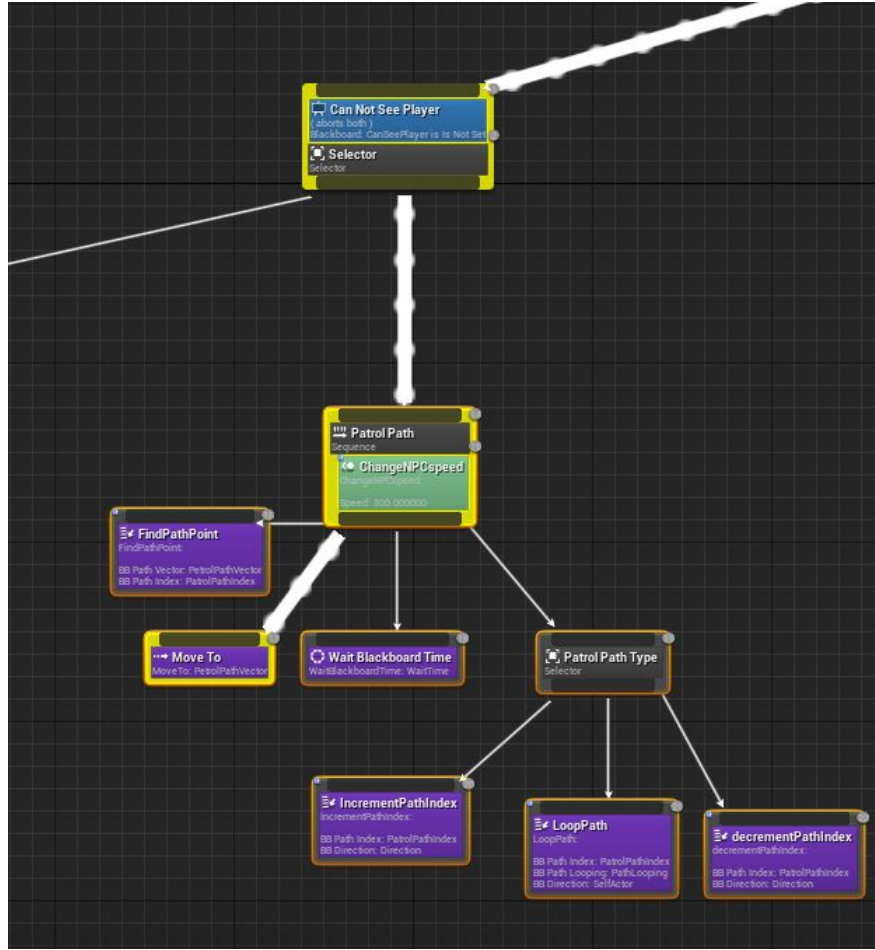 Can Not See Player
( aborts both )
Blackboard: CanSeePlayer is Is Not Set
Selector
Selector
Patrol Path
Sequence
ChangeNPCspeed
ChangeNPCspeed:
Speed: 300.000000
FindPathPoint
FindPathPoint:
BB Path Vector: PetrolPathVector
BB Path Index: PatrolPathIndex
Move To
MoveTo: PetrolPathVector
Wait Blackboard Time
WaitBlackboardTime: WaitTime
Patrol Path Type
Selector
IncrementPathIndex
IncrementPathIndex:
BB Path Index: PatrolPathIndex
BB Direction: Direction
LoopPath
LoopPath:
BB Path Index: PatrolPathIndex
BB Path Looping: PathLooping
BB Direction: SelfActor
decrementPathIndex
decrementPathIndex:
BB Path Index: PatrolPathIndex
BB Direction: Direction